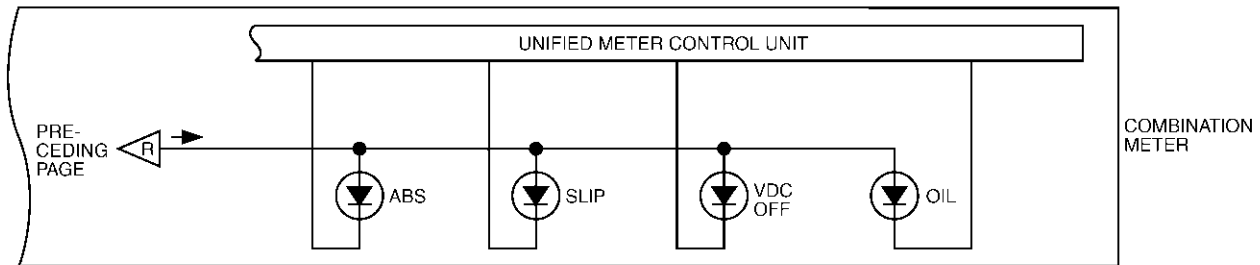 UNIFIED METER CONTROL UNIT
PRE-
CEDING
PAGE
R
COMBINATION
METER
ABS
SLIP
VDC
OFF
OIL